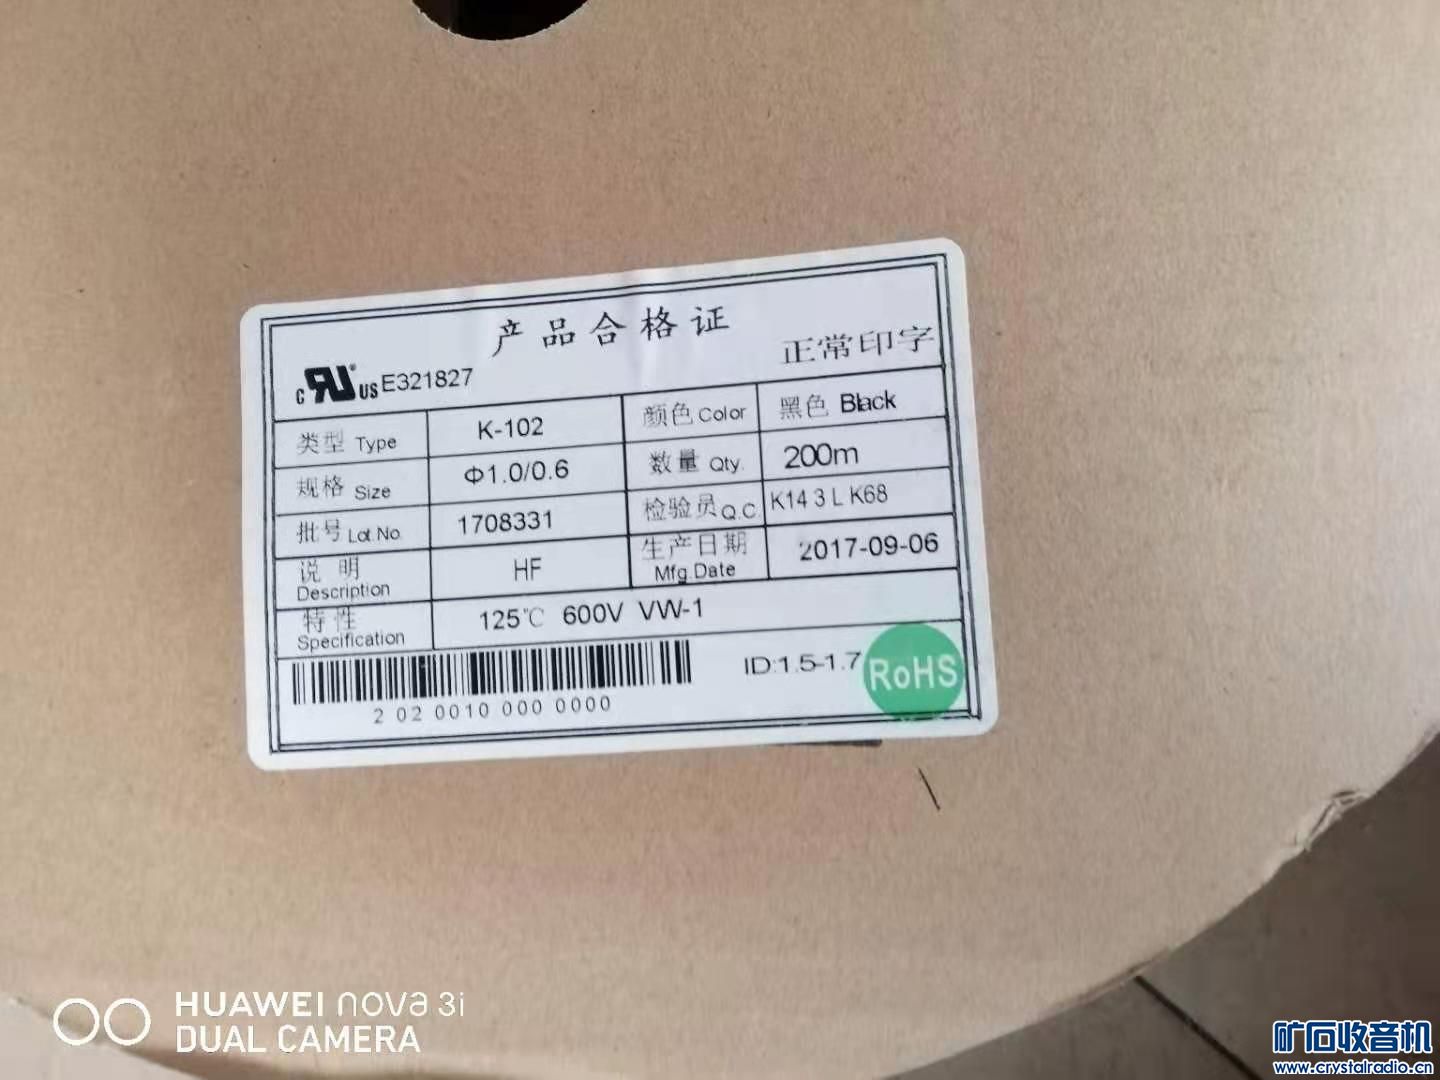 产品合格证
正常印字
c RU ® US E321827
类型 Type K-102 颜色 Color 黑色 Black
规格 Size Φ1.0/0.6 数量 Qty. 200m
批号 Lot.No. 1708331 检验员 Q.C. K14 3 L K68
说明 Description HF 生产日期 Mfg.Date 2017-09-06
特性 Specification 125℃ 600V VW-1
ID:1.5-1.7 RoHS
2 02 0010 000 0000
HUAWEI nova 3i
DUAL CAMERA
矿石收音机
www.crystalradio.cn